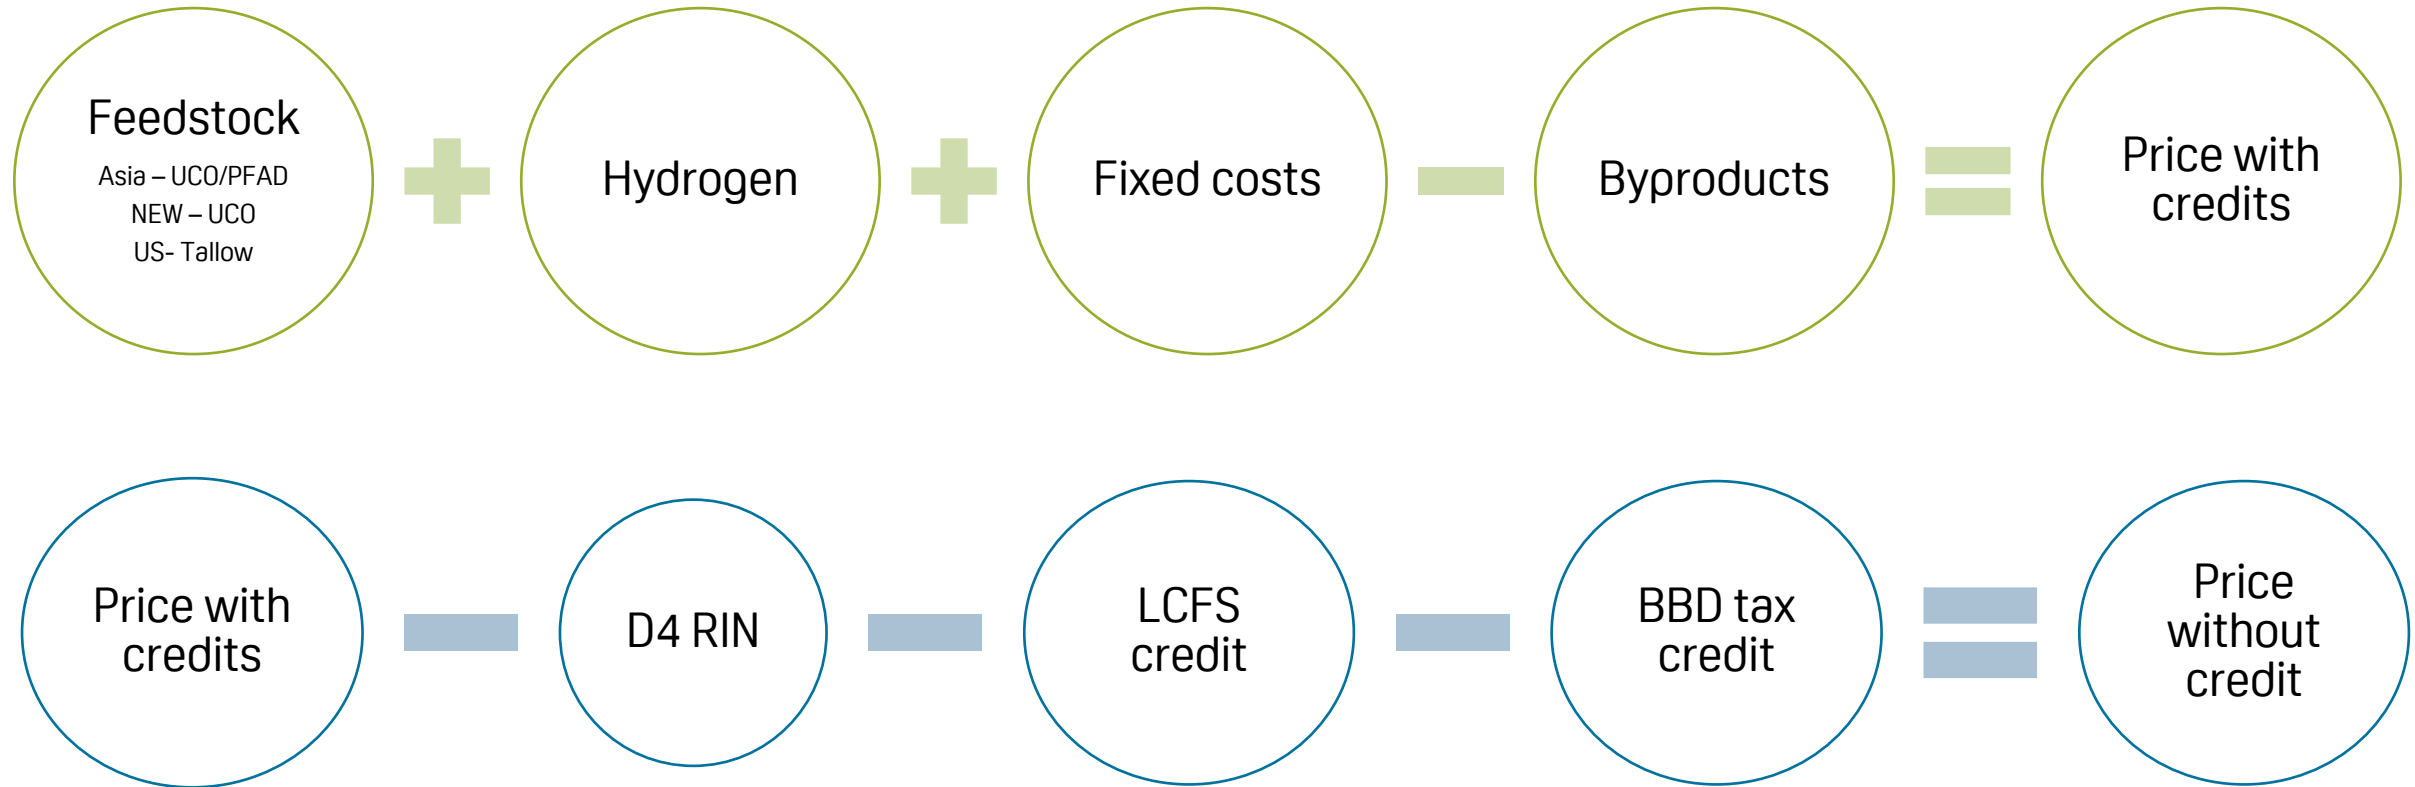 Feedstock
Asia – UCO/PFAD
NEW – UCO
US- Tallow
Hydrogen
Fixed costs
Byproducts
Price with
credits
Price with
credits
D4 RIN
LCFS
credit
BBD tax
credit
Price
without
credit